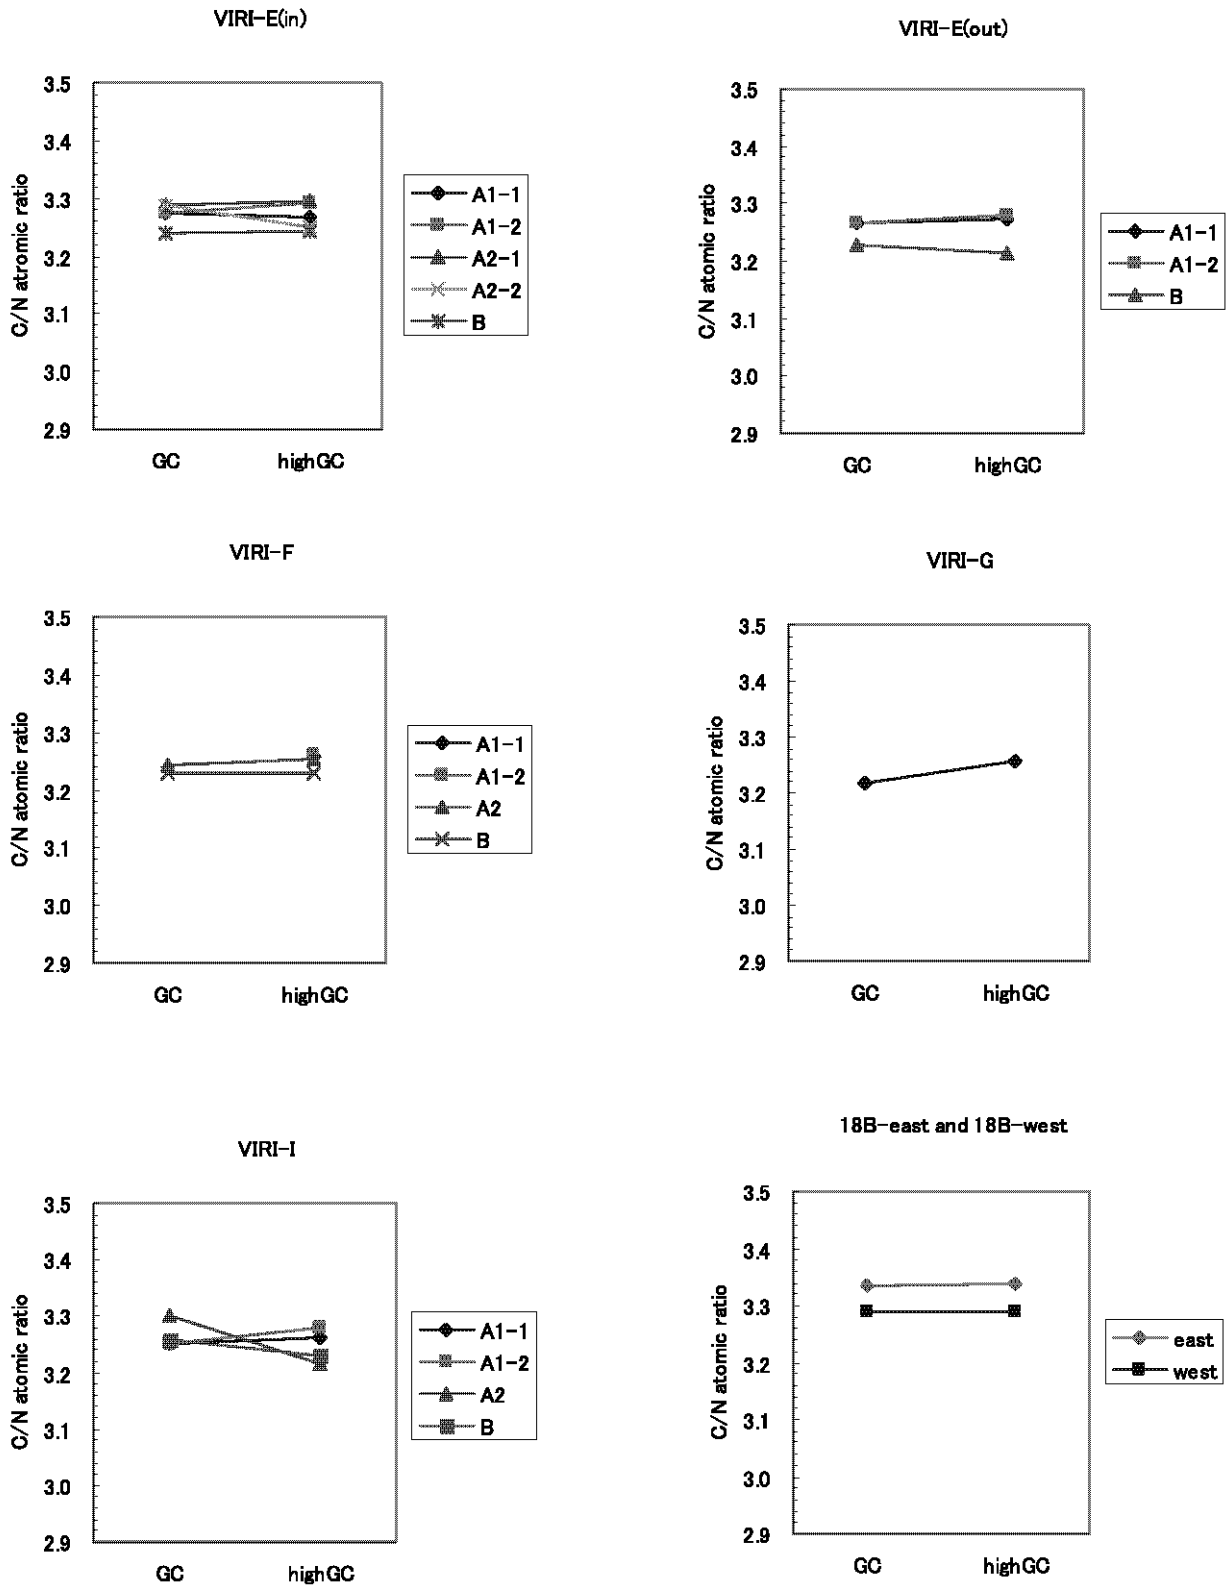 VIRI-E(in)
3.5
3.4
3.3
3.2
3.1
3.0
2.9
C/N atromic ratio
GC highGC
A1-1
A1-2
A2-1
A2-2
B
VIRI-E(out)
3.5
3.4
3.3
3.2
3.1
3.0
2.9
C/N atomic ratio
GC highGC
A1-1
A1-2
B
VIRI-F
3.5
3.4
3.3
3.2
3.1
3.0
2.9
C/N atomic ratio
GC highGC
A1-1
A1-2
A2
B
VIRI-G
3.5
3.4
3.3
3.2
3.1
3.0
2.9
C/N atomic ratio
GC highGC
VIRI-I
3.5
3.4
3.3
3.2
3.1
3.0
2.9
C/N atomic ratio
GC highGC
A1-1
A1-2
A2
B
18B-east and 18B-west
3.5
3.4
3.3
3.2
3.1
3.0
2.9
C/N atomic ratio
GC highGC
east
west